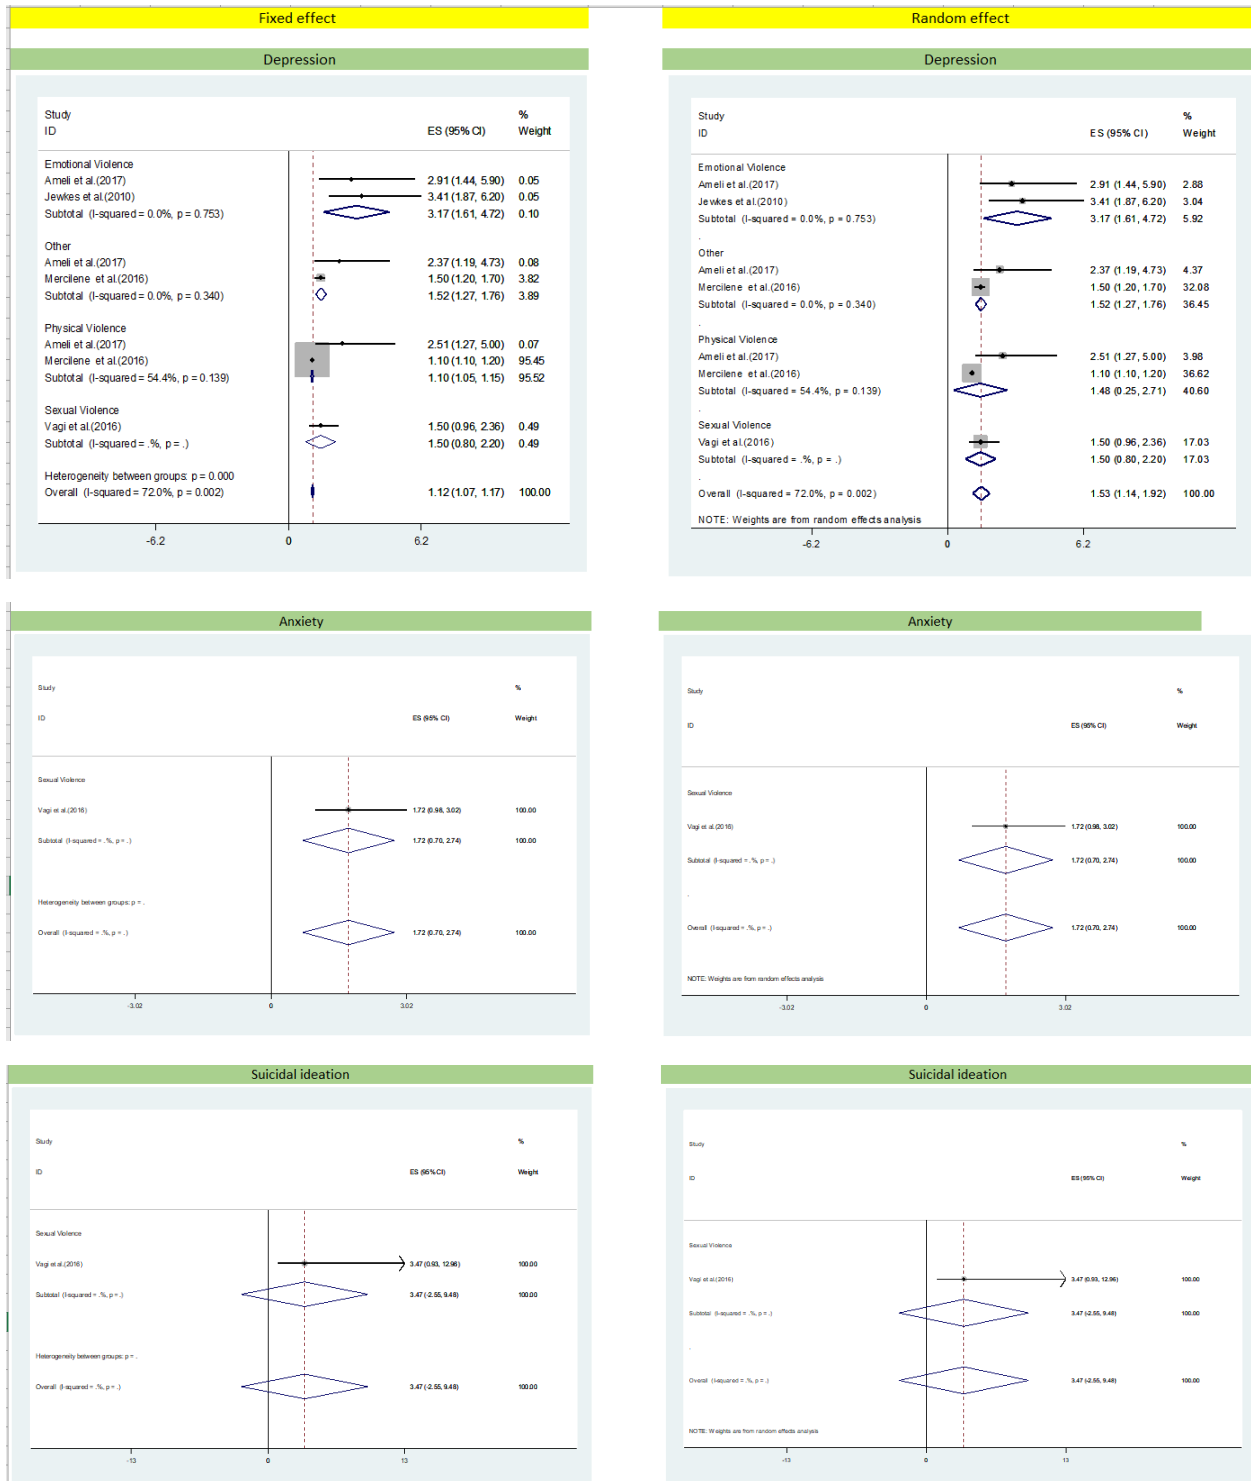 Fixed effect
Depression
Study %
ID ES (95% CI) Weight
Emotional Violence
Ameli et al.(2017) 2.91 (1.44, 5.90) 0.05
Jewkes et al.(2010) 3.41 (1.87, 6.20) 0.05
Subtotal (I-squared = 0.0%, p = 0.753) 3.17 (1.61, 4.72) 0.10
Other
Ameli et al.(2017) 2.37 (1.19, 4.73) 0.08
Mercilene et al.(2016) 1.50 (1.20, 1.70) 3.82
Subtotal (I-squared = 0.0%, p = 0.340) 1.52 (1.27, 1.76) 3.89
Physical Violence
Ameli et al.(2017) 2.51 (1.27, 5.00) 0.07
Mercilene et al.(2016) 1.10 (1.10, 1.20) 95.45
Subtotal (I-squared = 54.4%, p = 0.139) 1.10 (1.05, 1.15) 95.52
Sexual Violence
Vagi et al.(2016) 1.50 (0.96, 2.36) 0.49
Subtotal (I-squared = .%, p = .) 1.50 (0.80, 2.20) 0.49
Heterogeneity between groups: p = 0.000
Overall (I-squared = 72.0%, p = 0.002) 1.12 (1.07, 1.17) 100.00
-6.2 0 6.2
Random effect
Depression
Study %
ID ES (95% CI) Weight
Emotional Violence
Ameli et al.(2017) 2.91 (1.44, 5.90) 2.88
Jewkes et al.(2010) 3.41 (1.87, 6.20) 3.04
Subtotal (I-squared = 0.0%, p = 0.753) 3.17 (1.61, 4.72) 5.92
.
Other
Ameli et al.(2017) 2.37 (1.19, 4.73) 4.37
Mercilene et al.(2016) 1.50 (1.20, 1.70) 32.08
Subtotal (I-squared = 0.0%, p = 0.340) 1.52 (1.27, 1.76) 36.45
.
Physical Violence
Ameli et al.(2017) 2.51 (1.27, 5.00) 3.98
Mercilene et al.(2016) 1.10 (1.10, 1.20) 36.62
Subtotal (I-squared = 54.4%, p = 0.139) 1.48 (0.25, 2.71) 40.60
.
Sexual Violence
Vagi et al.(2016) 1.50 (0.96, 2.36) 17.03
Subtotal (I-squared = .%, p = .) 1.50 (0.80, 2.20) 17.03
.
Overall (I-squared = 72.0%, p = 0.002) 1.53 (1.14, 1.92) 100.00
NOTE: Weights are from random effects analysis
-6.2 0 6.2
Anxiety
Study %
ID ES (95% CI) Weight
Sexual Violence
Vagi et al.(2016) 1.72 (0.98, 3.02) 100.00
Subtotal (I-squared = .%, p = .) 1.72 (0.70, 2.74) 100.00
Heterogeneity between groups: p = .
Overall (I-squared = .%, p = .) 1.72 (0.70, 2.74) 100.00
-3.02 0 3.02
Anxiety
Study %
ID ES (95% CI) Weight
Sexual Violence
Vagi et al.(2016) 1.72 (0.98, 3.02) 100.00
Subtotal (I-squared = .%, p = .) 1.72 (0.70, 2.74) 100.00
.
Overall (I-squared = .%, p = .) 1.72 (0.70, 2.74) 100.00
NOTE: Weights are from random effects analysis
-3.02 0 3.02
Suicidal ideation
Study %
ID ES (95% CI) Weight
Sexual Violence
Vagi et al.(2016) 3.47 (0.93, 12.96) 100.00
Subtotal (I-squared = .%, p = .) 3.47 (-2.55, 9.48) 100.00
Heterogeneity between groups: p = .
Overall (I-squared = .%, p = .) 3.47 (-2.55, 9.48) 100.00
-13 0 13
Suicidal ideation
Study %
ID ES (95% CI) Weight
Sexual Violence
Vagi et al.(2016) 3.47 (0.93, 12.96) 100.00
Subtotal (I-squared = .%, p = .) 3.47 (-2.55, 9.48) 100.00
.
Overall (I-squared = .%, p = .) 3.47 (-2.55, 9.48) 100.00
NOTE: Weights are from random effects analysis
-13 0 13